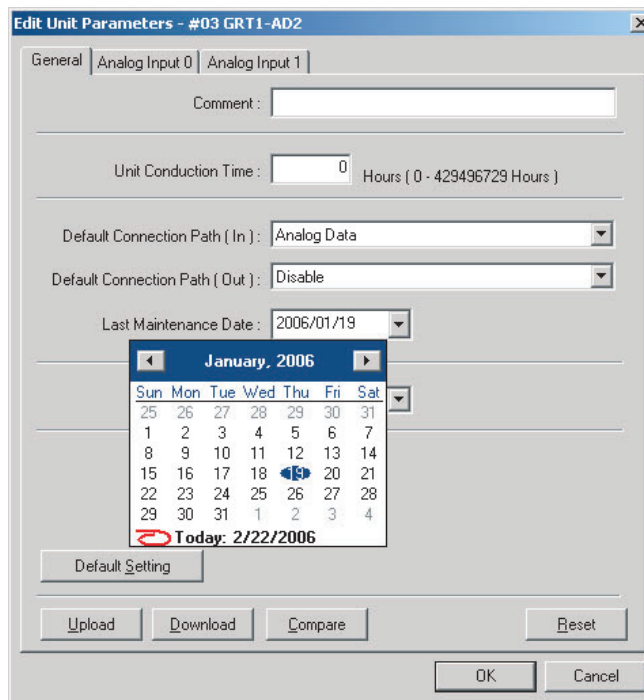 Edit Unit Parameters - #03 GRT1-AD2
General Analog Input 0 Analog Input 1
Comment :
Unit Conduction Time : 0 Hours ( 0 - 429496729 Hours )
Default Connection Path ( In ) : Analog Data
Default Connection Path ( Out ) : Disable
Last Maintenance Date : 2006/01/19
January, 2006
Sun Mon Tue Wed Thu Fri Sat
25 26 27 28 29 30 31
1 2 3 4 5 6 7
8 9 10 11 12 13 14
15 16 17 18 19 20 21
22 23 24 25 26 27 28
29 30 31 1 2 3 4
Today: 2/22/2006
Default Setting
Upload Download Compare Reset
OK Cancel